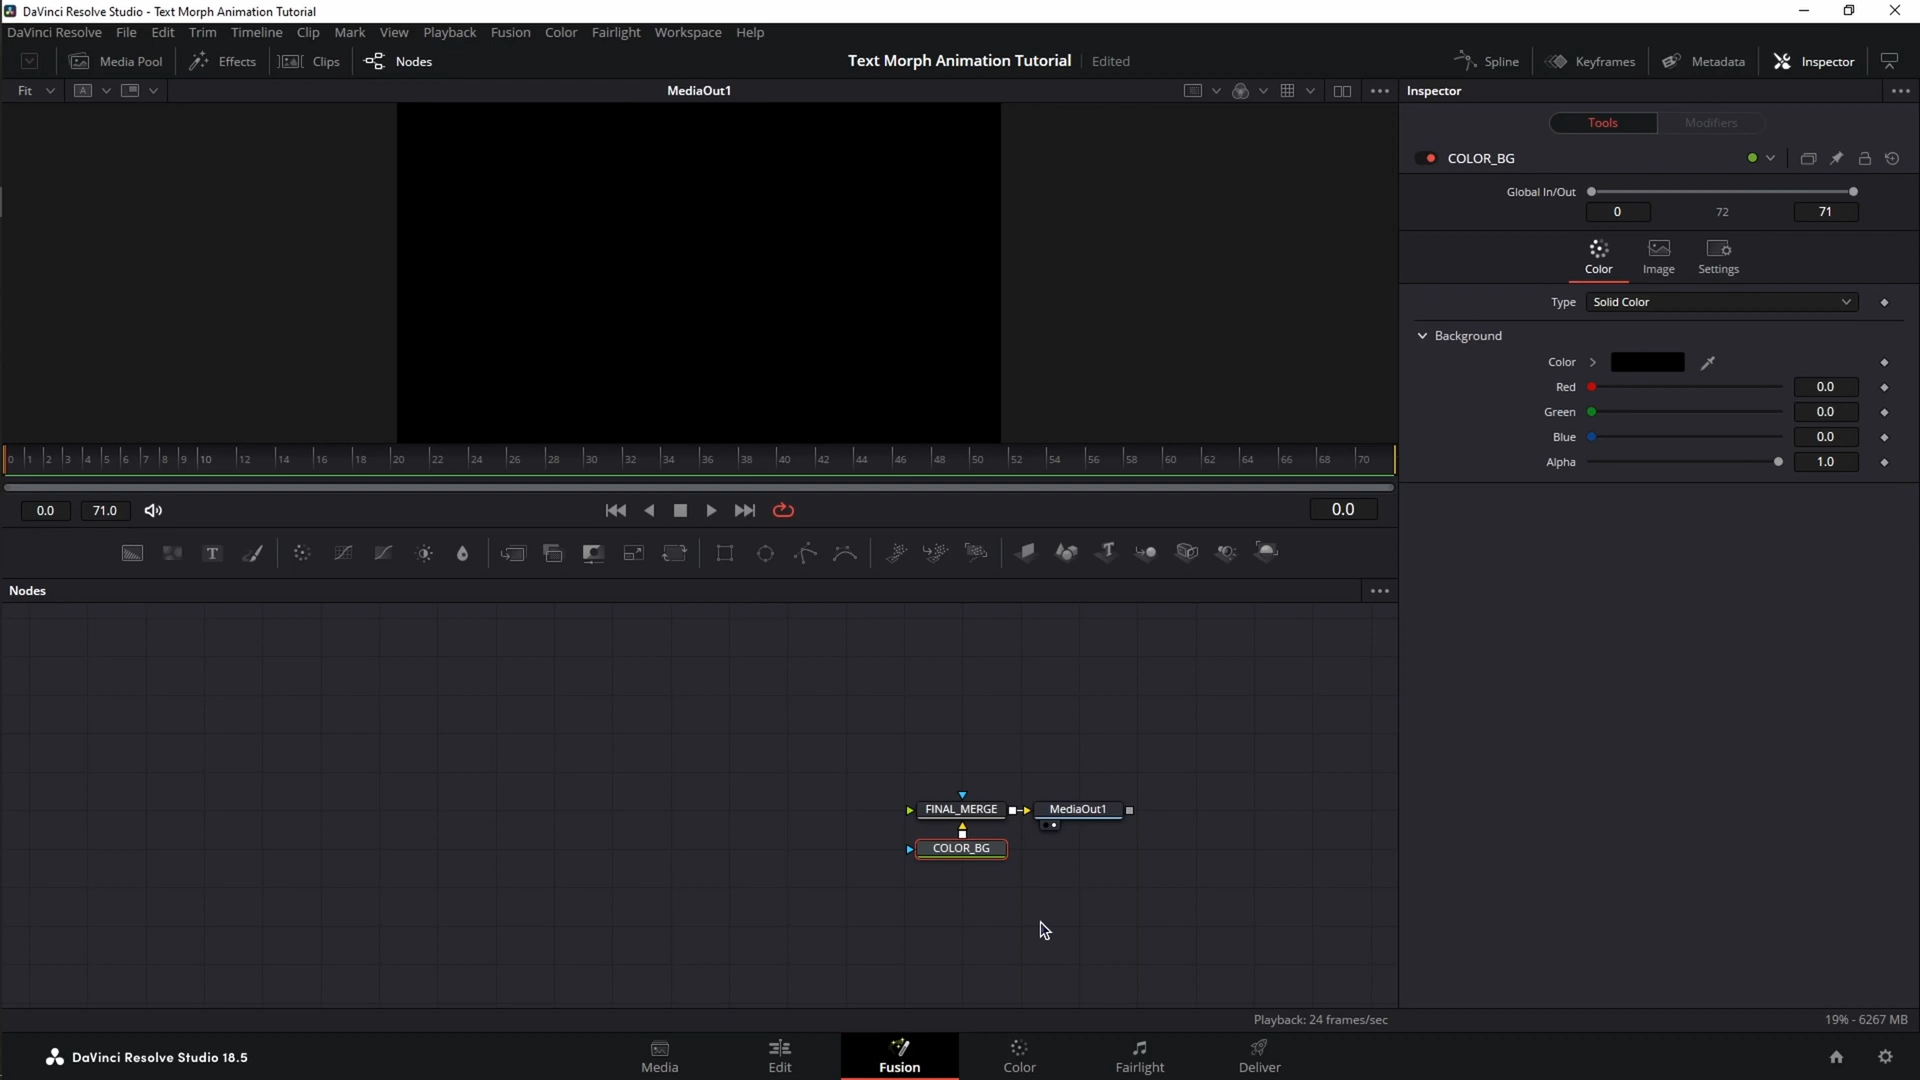 DaVinci Resolve Studio - Text Morph Animation Tutorial
DaVinci Resolve File Edit Trim Timeline Clip Mark View Playback Fusion Color Fairlight Workspace Help
Media Pool Effects Clips Nodes Text Morph Animation Tutorial Edited Spline Keyframes Metadata Inspector
Fit A MediaOut1 Inspector
Tools Modifiers
COLOR_BG
Global In/Out
0 72 71
Color Image Settings
Type Solid Color
Background
Color
Red 0.0
Green 0.0
Blue 0.0
Alpha 1.0
0 1 2 3 4 5 6 7 8 9 10 12 14 16 18 20 22 24 26 28 30 32 34 36 38 40 42 44 46 48 50 52 54 56 58 60 62 64 66 68 70
0.0 71.0 0.0
T T
Nodes
FINAL_MERGE MediaOut1
COLOR_BG
Playback: 24 frames/sec 19% - 6267 MB
DaVinci Resolve Studio 18.5 Media Edit Fusion Color Fairlight Deliver